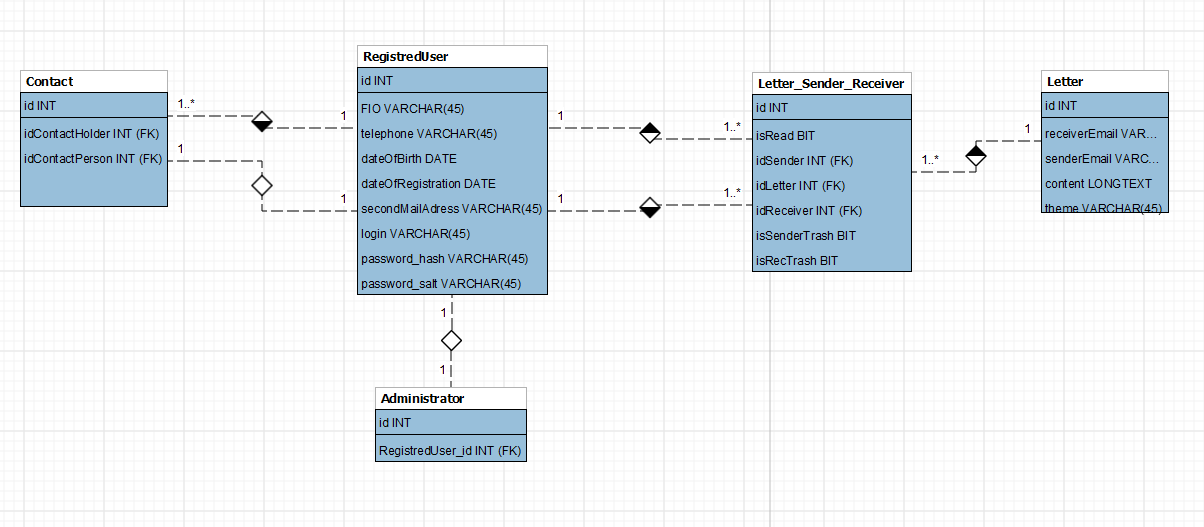 Contact
id INT
idContactHolder INT (FK)
idContactPerson INT (FK)
1..*
1
1
1
RegistredUser
id INT
FIO VARCHAR(45)
telephone VARCHAR(45)
dateOfBirth DATE
dateOfRegistration DATE
secondMailAdress VARCHAR(45)
login VARCHAR(45)
password_hash VARCHAR(45)
password_salt VARCHAR(45)
1
1..*
1
1..*
Letter_Sender_Receiver
id INT
isRead BIT
idSender INT (FK)
idLetter INT (FK)
idReceiver INT (FK)
isSenderTrash BIT
isRecTrash BIT
1..*
1
Letter
id INT
receiverEmail VAR...
senderEmail VARC...
content LONGTEXT
theme VARCHAR(45)
1
1
Administrator
id INT
RegistredUser_id INT (FK)